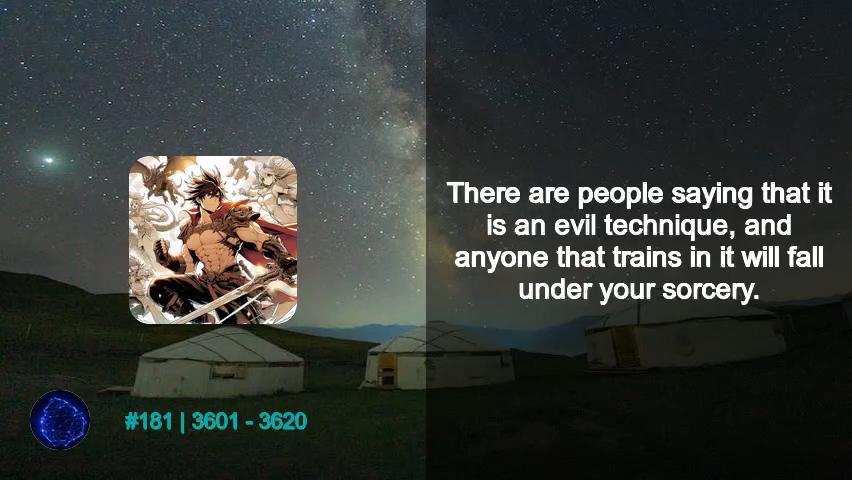 There are people saying that it
is an evil technique, and
anyone that trains in it will fall
under your sorcery.
#181 | 3601 - 3620